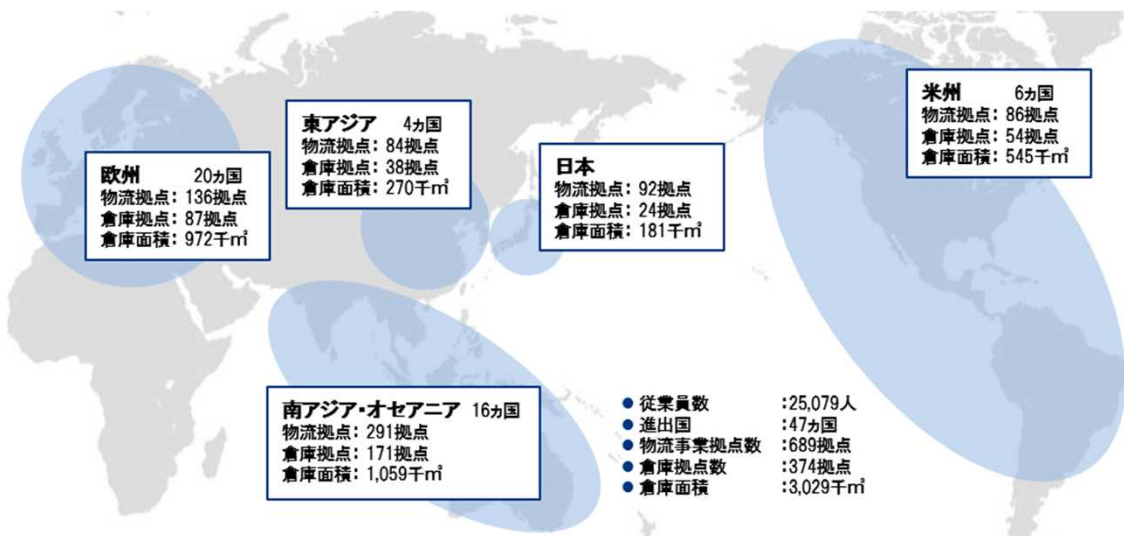 米州 6ヵ国
物流拠点：86拠点
倉庫拠点：54拠点
倉庫面積：545千㎡
東アジア 4ヵ国
物流拠点：84拠点
倉庫拠点：38拠点
倉庫面積：270千㎡
日本
物流拠点：92拠点
倉庫拠点：24拠点
倉庫面積：181千㎡
欧州 20ヵ国
物流拠点：136拠点
倉庫拠点：87拠点
倉庫面積：972千㎡
南アジア・オセアニア 16ヵ国
物流拠点：291拠点
倉庫拠点：171拠点
倉庫面積：1,059千㎡
● 従業員数 :25,079人
● 進出国 :47ヵ国
● 物流事業拠点数 :689拠点
● 倉庫拠点数 :374拠点
● 倉庫面積 :3,029千㎡